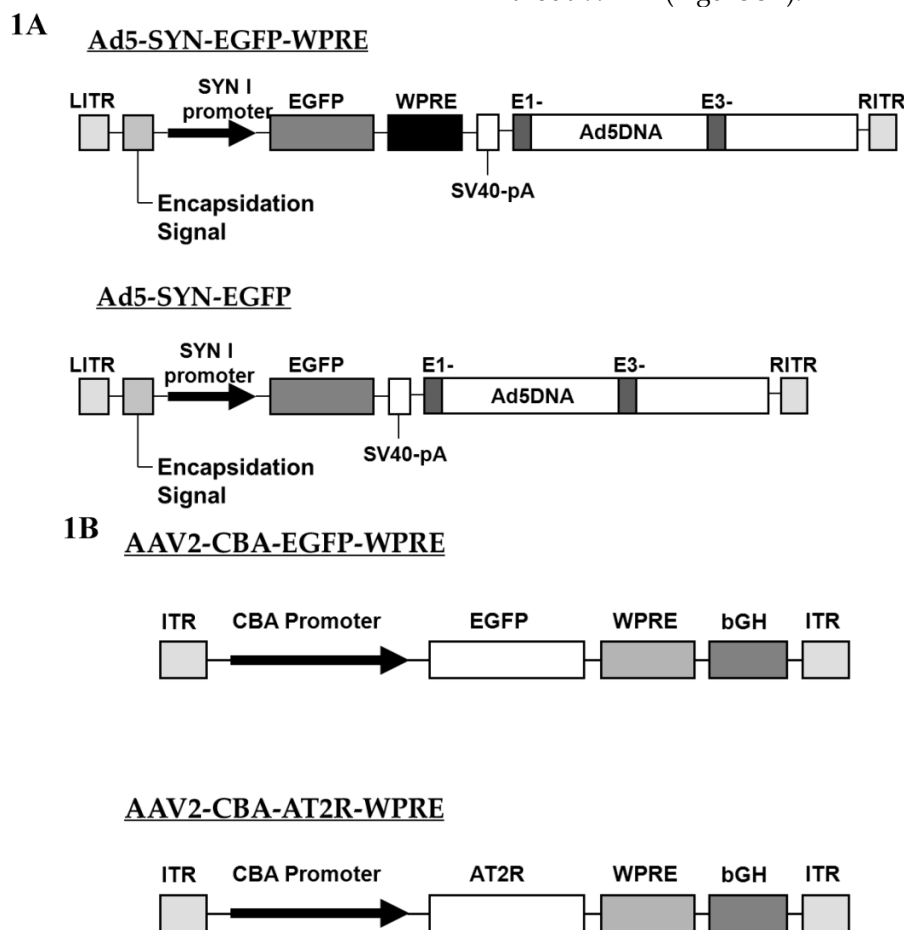 1A
Ad5-SYN-EGFP-WPRE
SYN I
promoter
LITR
EGFP
WPRE
E1-
E3-
RITR
Ad5DNA
SV40-pA
Encapsidation
Signal
Ad5-SYN-EGFP
SYN I
promoter
LITR
EGFP
E1-
E3-
RITR
Ad5DNA
SV40-pA
Encapsidation
Signal
1B
AAV2-CBA-EGFP-WPRE
ITR
CBA Promoter
EGFP
WPRE
bGH
ITR
AAV2-CBA-AT2R-WPRE
ITR
CBA Promoter
AT2R
WPRE
bGH
ITR